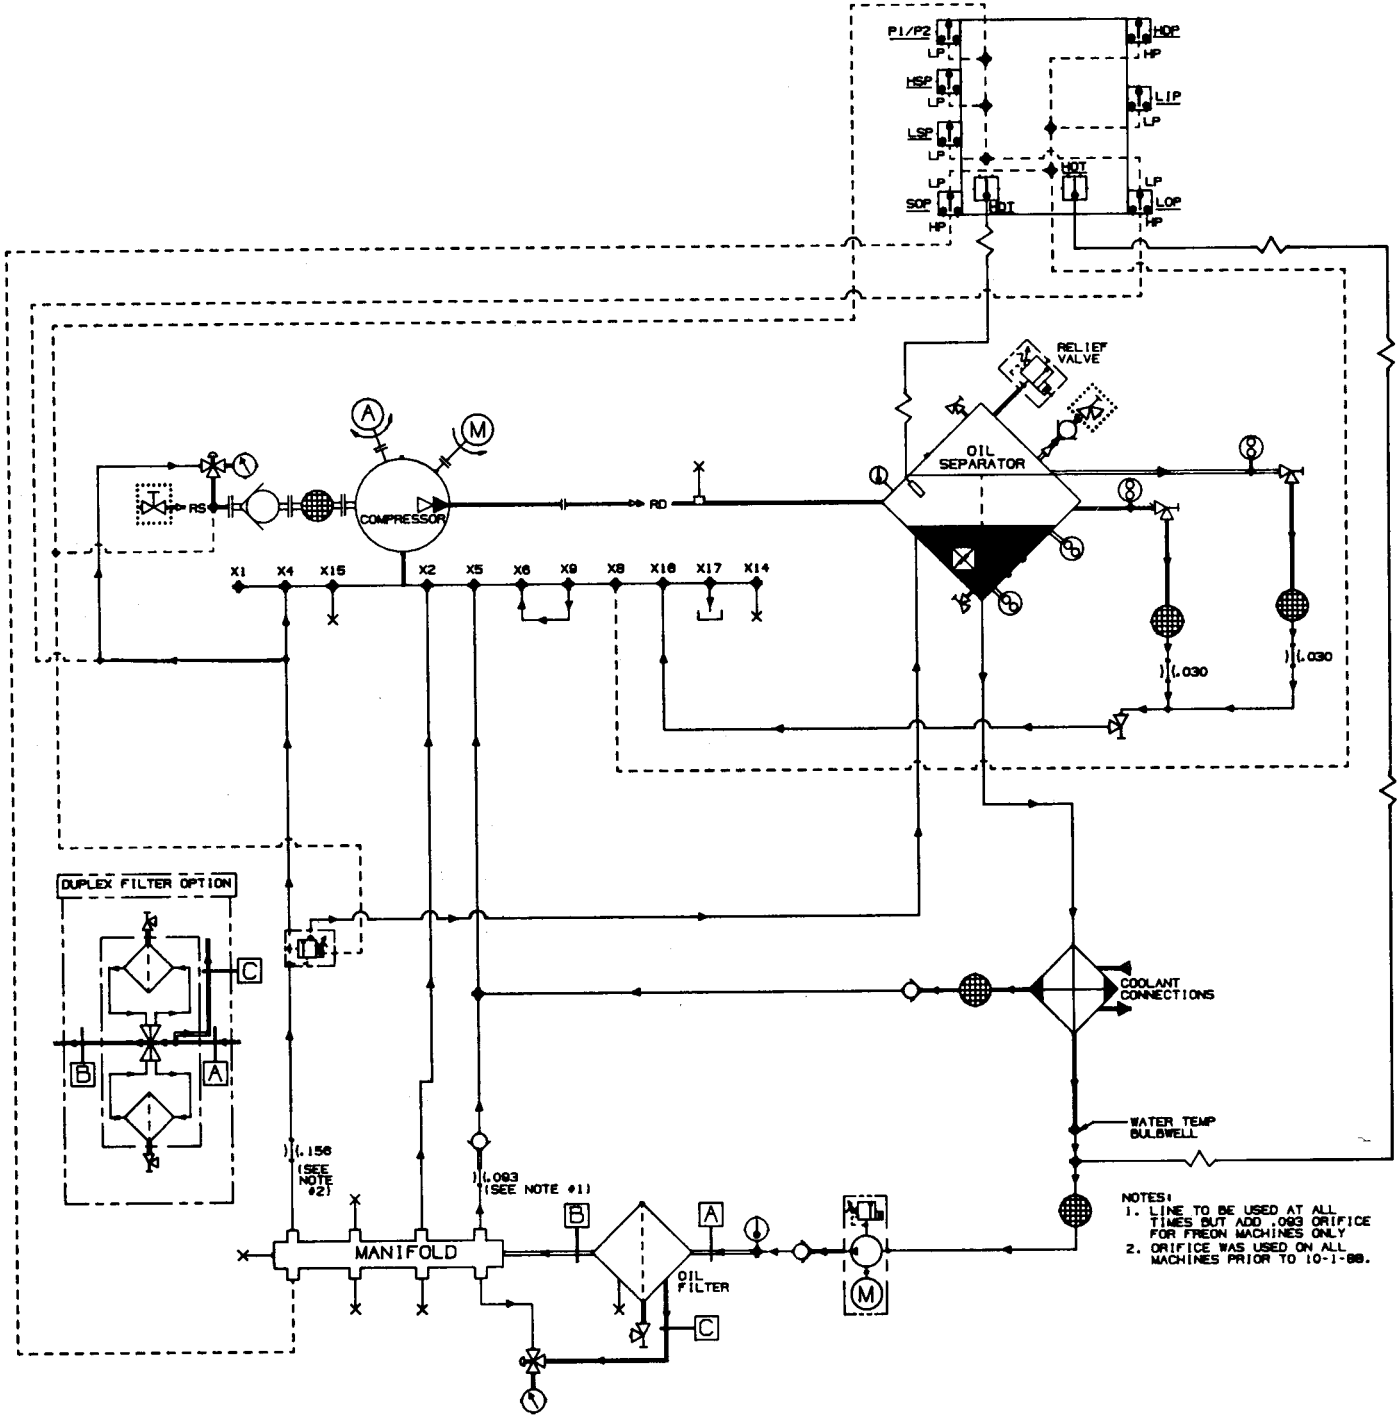 P1/P2
LP
HSP
LP
LSP
LP
LP
SOP
HP
HDT
HDP
HP
LIP
LP
HOT
LP
LOP
HP
RELIEF
VALVE
A
M
OIL
SEPARATOR
RS
COMPRESSOR
RD
X1
X4
X15
X2
X5
X6
X9
X8
X16
X17
X14
.030
.030
DUPLEX FILTER OPTION
C
B
A
COOLANT
CONNECTIONS
WATER TEMP
BULBWELL
.156
(SEE
NOTE
#2)
.093
(SEE NOTE #1)
MANIFOLD
B
A
OIL
FILTER
C
M
NOTES:
1. LINE TO BE USED AT ALL
TIMES BUT ADD .093 ORIFICE
FOR FREON MACHINES ONLY
2. ORIFICE WAS USED ON ALL
MACHINES PRIOR TO 10-1-88.